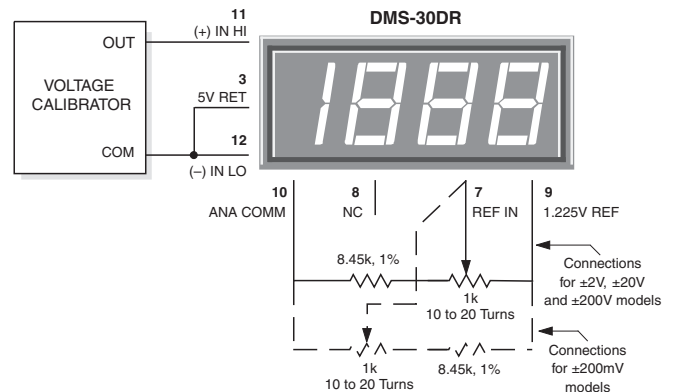 DMS-30DR
11
(+) IN HI
OUT
VOLTAGE
CALIBRATOR
3
5V RET
COM
12
(–) IN LO
1888
10
ANA COMM
8
NC
7
REF IN
9
1.225V REF
8.45k, 1%
1k
10 to 20 Turns
Connections
for ±2V, ±20V
and ±200V models
1k
10 to 20 Turns
8.45k, 1%
Connections
for ±200mV
models